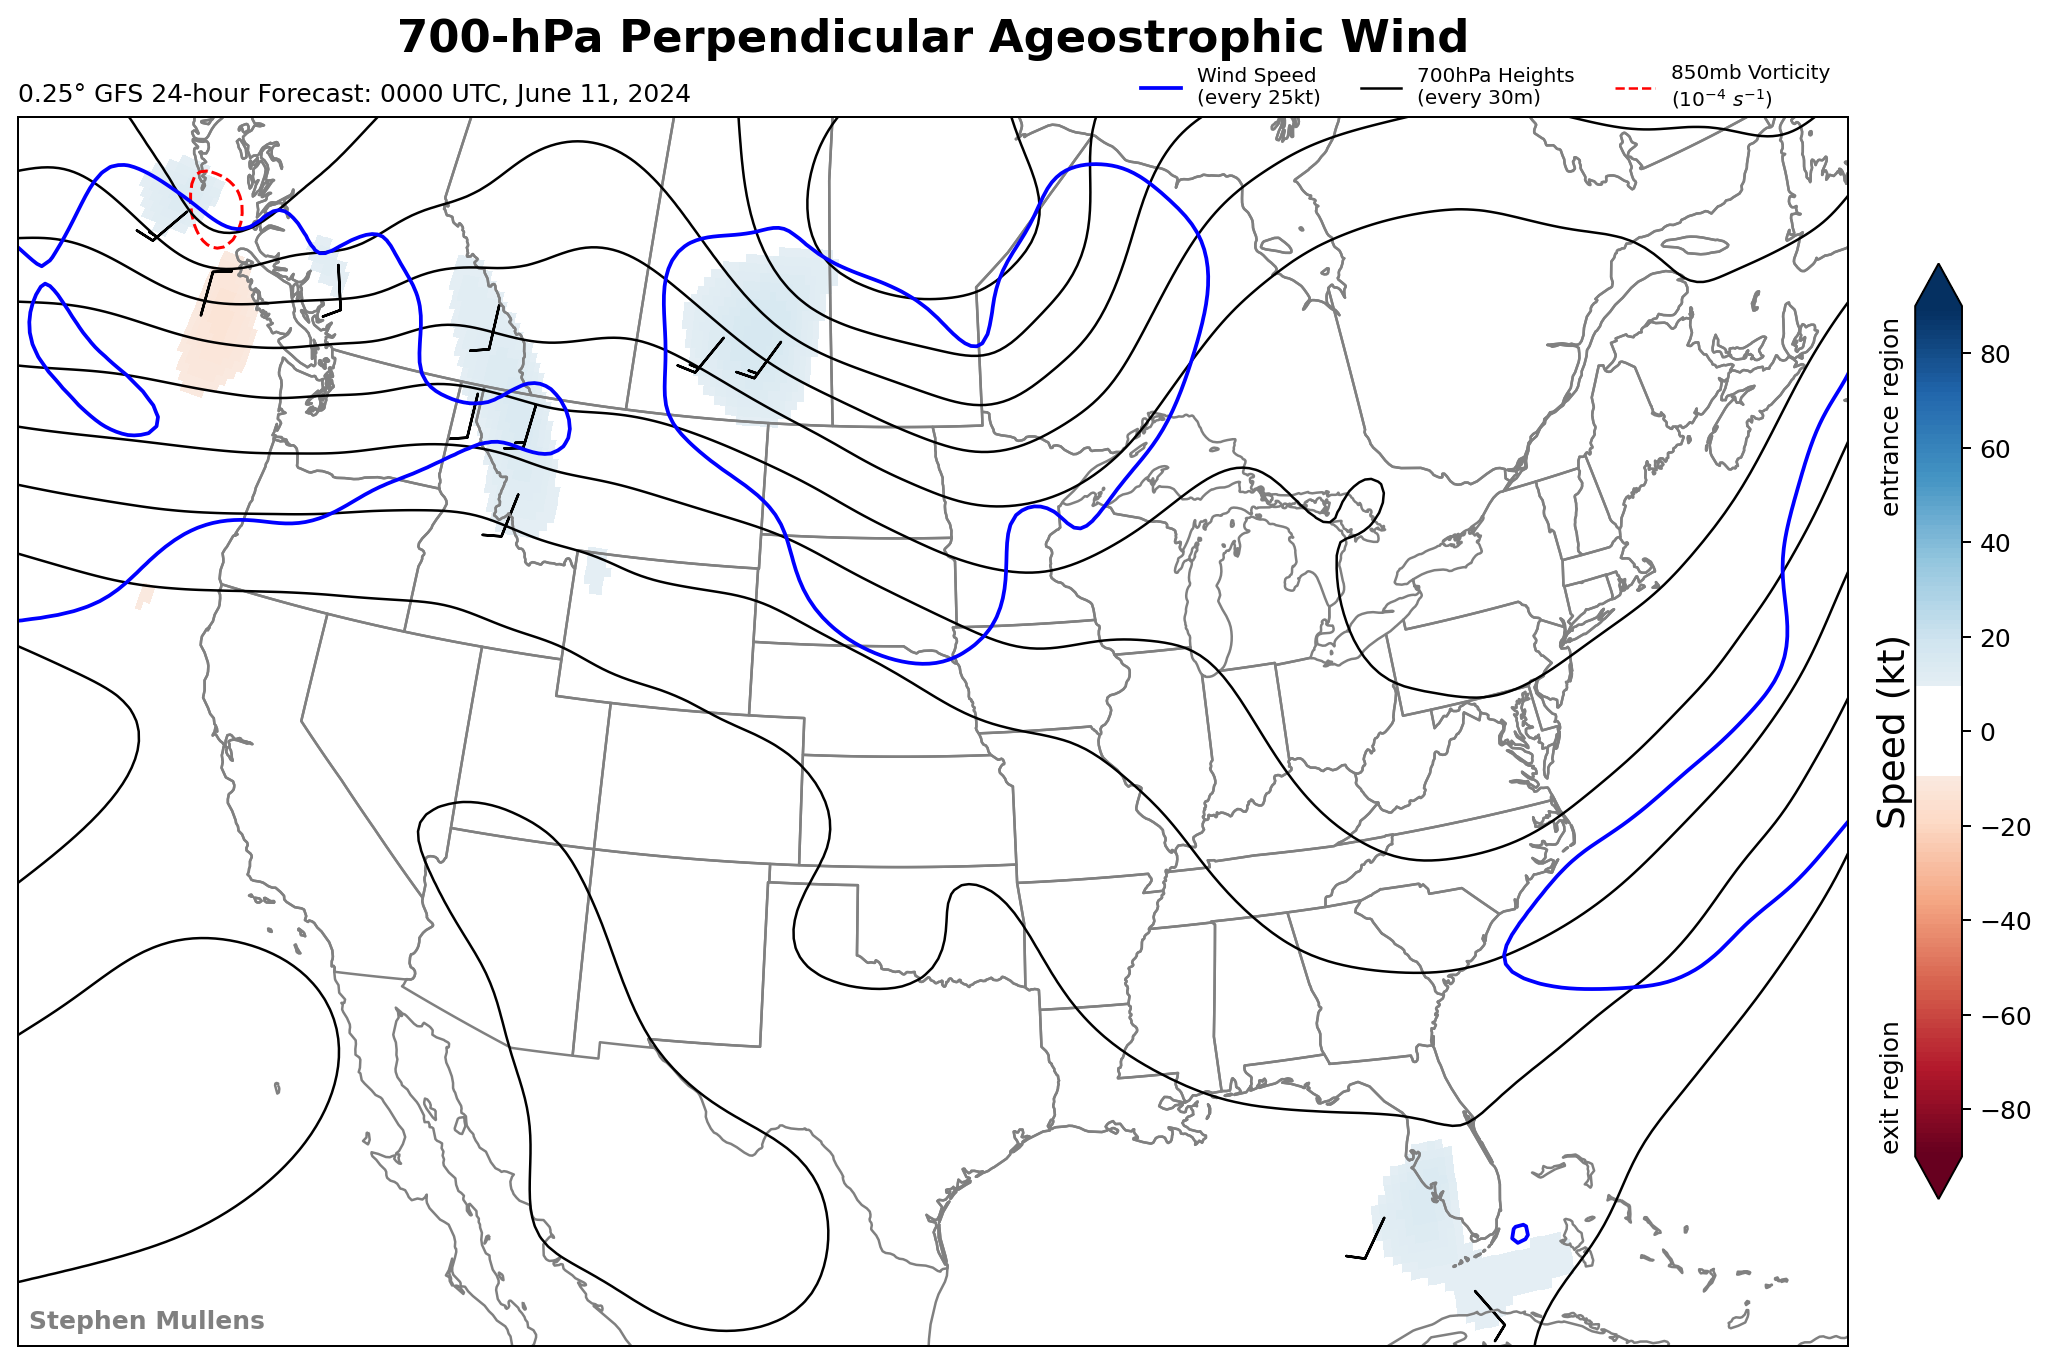 700-hPa Perpendicular Ageostrophic Wind
0.25° GFS 24-hour Forecast: 0000 UTC, June 11, 2024
Wind Speed
(every 25kt)
700hPa Heights
(every 30m)
850mb Vorticity
(10⁻⁴ s⁻¹)
entrance region
Speed (kt)
exit region
80
60
40
20
0
−20
−40
−60
−80
Stephen Mullens